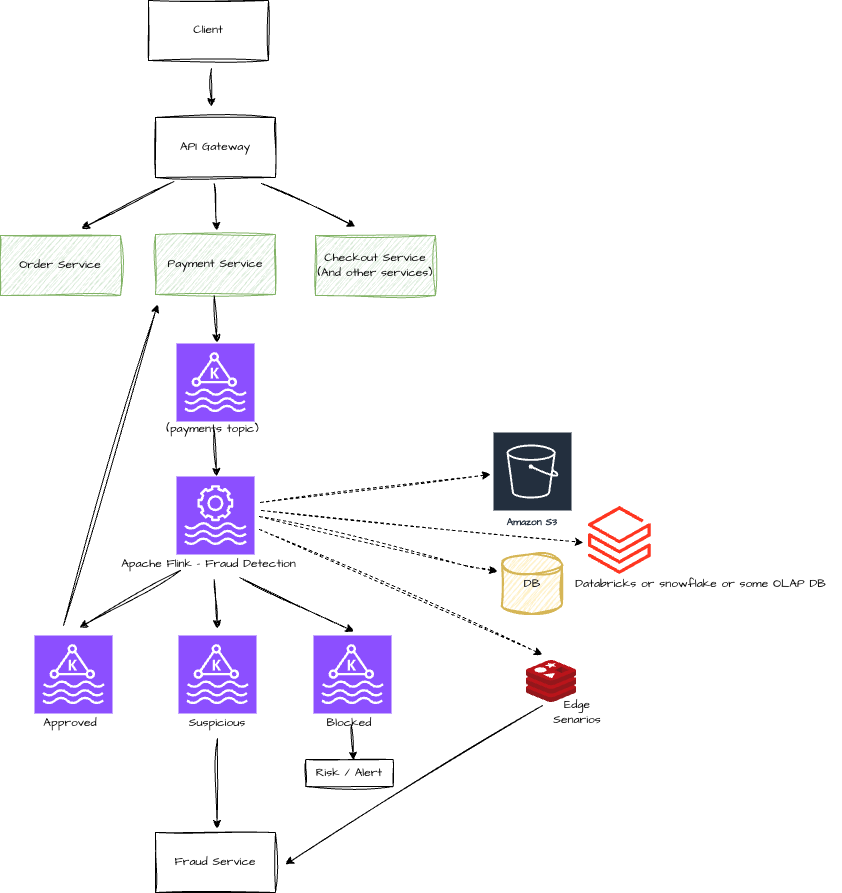 Client
API Gateway
Order Service
Payment Service
Checkout Service
(And other services)
K
(payments topic)
Apache Flink - Fraud Detection
Amazon S3
DB
Databricks or snowflake or some OLAP DB
K
K
K
Approved
Suspicious
Blocked
Edge
Senarios
Risk / Alert
Fraud Service